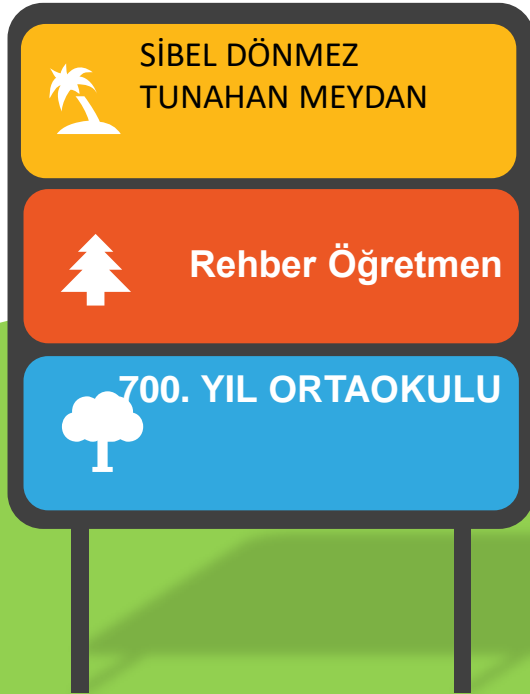 SİBEL DÖNMEZ
TUNAHAN MEYDAN
Rehber Öğretmen
700. YIL ORTAOKULU